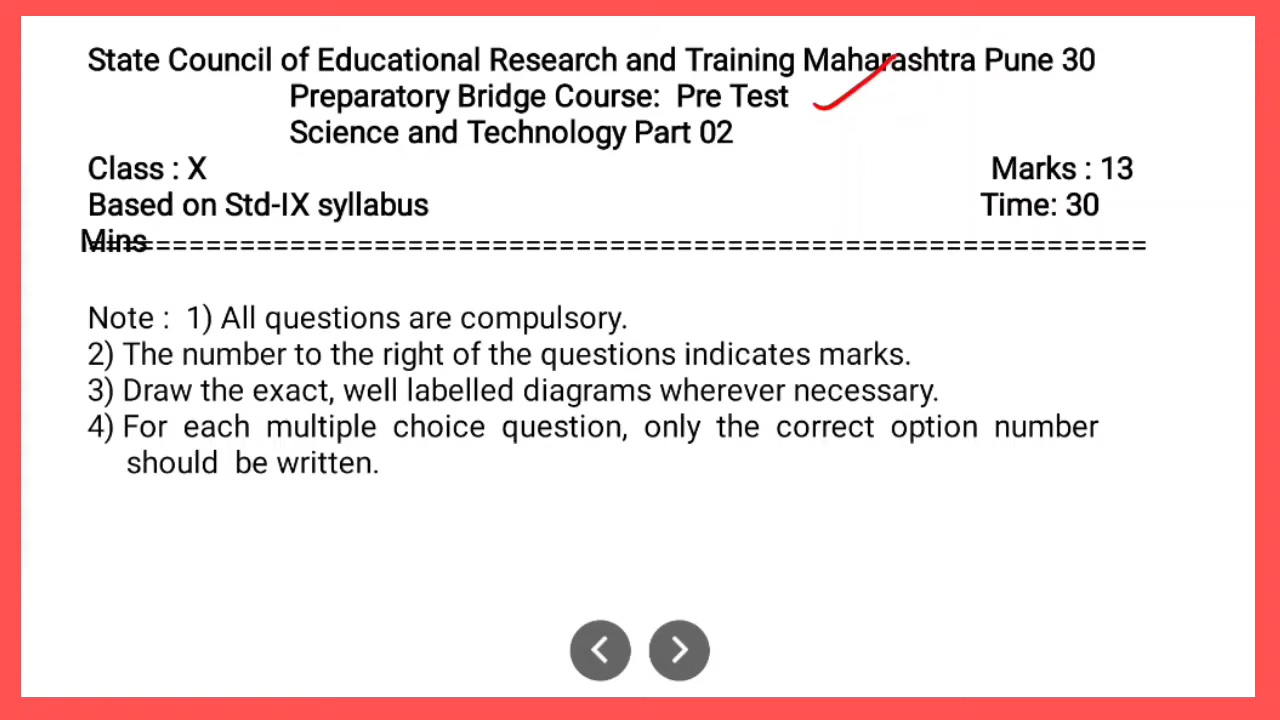 State Council of Educational Research and Training Maharashtra Pune 30
Preparatory Bridge Course: Pre Test
Science and Technology Part 02
Class : X Marks : 13
Based on Std-IX syllabus Time: 30
Mins================================================================
Note : 1) All questions are compulsory.
2) The number to the right of the questions indicates marks.
3) Draw the exact, well labelled diagrams wherever necessary.
4) For each multiple choice question, only the correct option number
should be written.